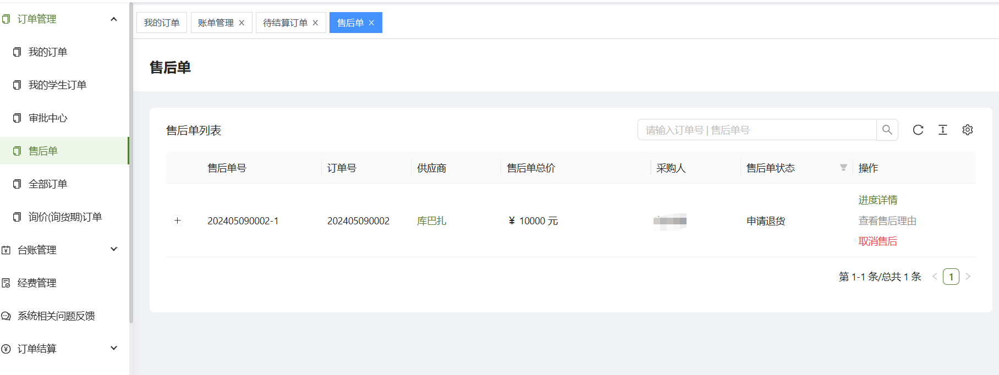 订单管理
我的订单
我的学生订单
审批中心
售后单
全部订单
询价(询货期)订单
台账管理
经费管理
系统相关问题反馈
订单结算
我的订单 账单管理 × 待结算订单 × 售后单 ×
售后单
售后单列表
请输入订单号 | 售后单号
售后单号 订单号 供应商 售后单总价 采购人 售后单状态 操作
202405090002-1 202405090002 库巴扎 ¥ 10000 元 申请退货
进度详情
查看售后理由
取消售后
第 1-1 条/总共 1 条 < 1 >